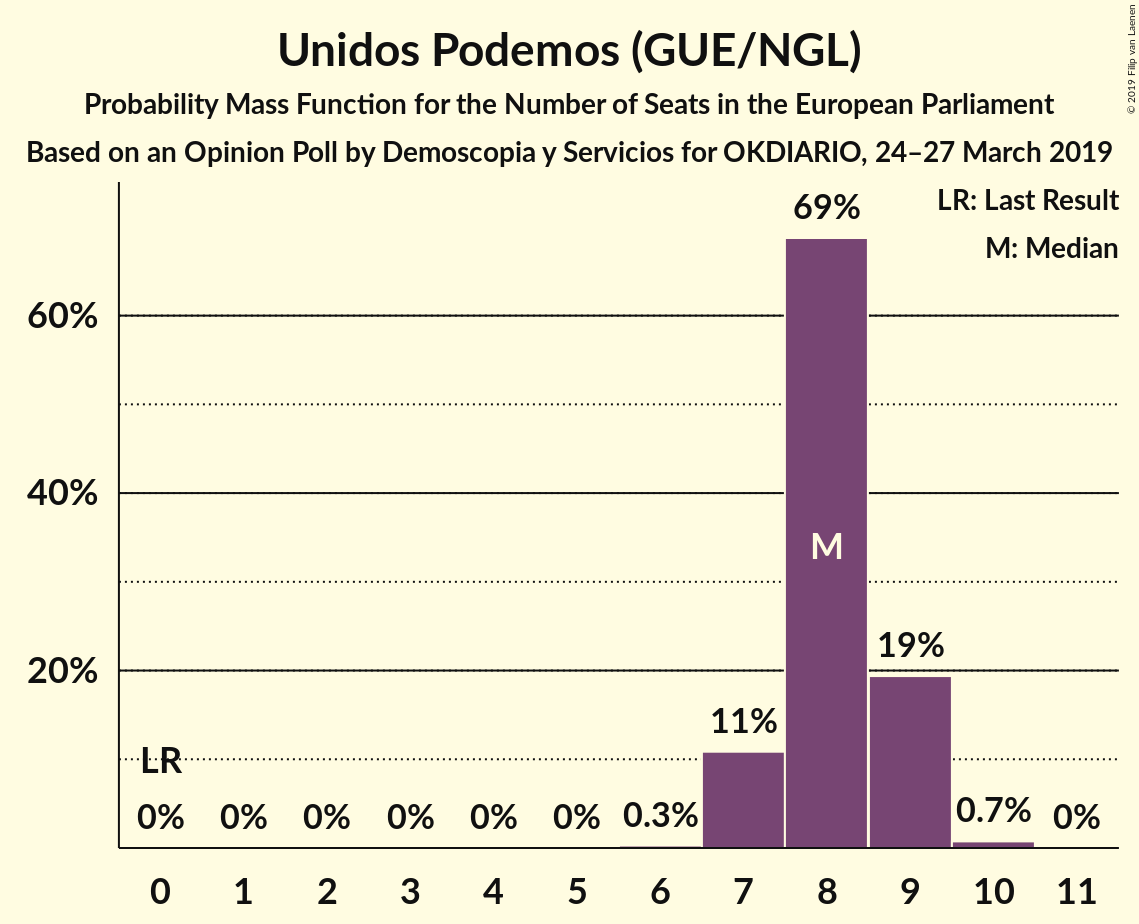 Unidos Podemos (GUE/NGL)
Probability Mass Function for the Number of Seats in the European Parliament
Based on an Opinion Poll by Demoscopia y Servicios for OKDIARIO, 24–27 March 2019
© 2019 Filip van Laenen
LR: Last Result
M: Median
69%
60%
40%
M
20%
19%
11%
LR
0% 0% 0% 0% 0% 0% 0.3% 0.7% 0%
0 1 2 3 4 5 6 7 8 9 10 11